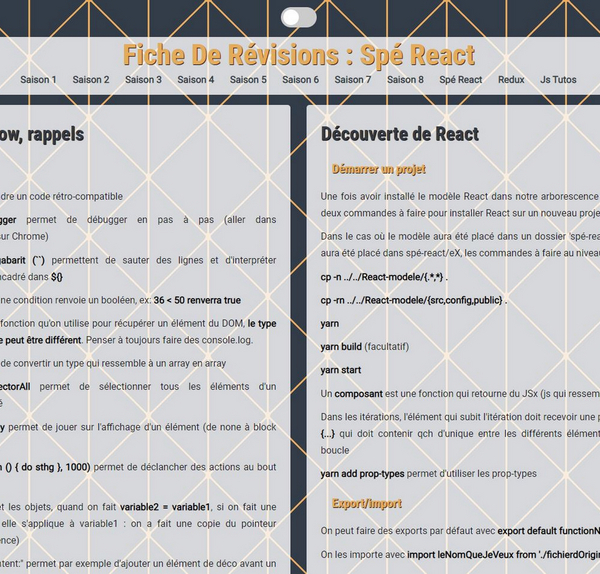 Fiche De Révisions : Spé React
Saison 1 Saison 2 Saison 3 Saison 4 Saison 5 Saison 6 Saison 7 Saison 8 Spé React Redux Js Tutos
ow, rappels
dre un code rétro-compatible
gger permet de débugger en pas à pas (aller dans
sur Chrome)
gabarit (``) permettent de sauter des lignes et d'interpréter
ncadré dans ${}
ne condition renvoie un booléen, ex: 36 < 50 renverra true
fonction qu'on utilise pour récupérer un élément du DOM, le type
e peut être différent. Penser à toujours faire des console.log.
de convertir un type qui ressemble à un array en array
ectorAll permet de sélectionner tous les éléments d'un
é
y permet de jouer sur l'affichage d'un élément (de none à block
n () { do sthg }, 1000) permet de déclancher des actions au bout
et les objets, quand on fait variable2 = variable1, si on fait une
elle s'applique à variable1 : on a fait une copie du pointeur
ence)
utent:" permet par exemple d'ajouter un élément de déco avant un
Découverte de React
Démarrer un projet
Une fois avoir installé le modèle React dans notre arborescence
deux commandes à faire pour installer React sur un nouveau proje
Dans le cas où le modèle aura été placé dans un dossier 'spé-rea
aura été placé dans spé-react/eX, les commandes à faire au niveau
cp -n ../../React-modele/{.*,*} .
cp -rn ../../React-modele/{src,config,public} .
yarn
yarn build (facultatif)
yarn start
Un composant est une fonction qui retourne du JSx (js qui ressem
Dans les itérations, l'élément qui subit l'itération doit recevoir une p
{...} qui doit contenir qch d'unique entre les différents élément
boucle
yarn add prop-types permet d'utiliser les prop-types
Export/import
On peut faire des exports par défaut avec export default functionN
On les importe avec import leNomQueJeVeux from './fichierdOrigin